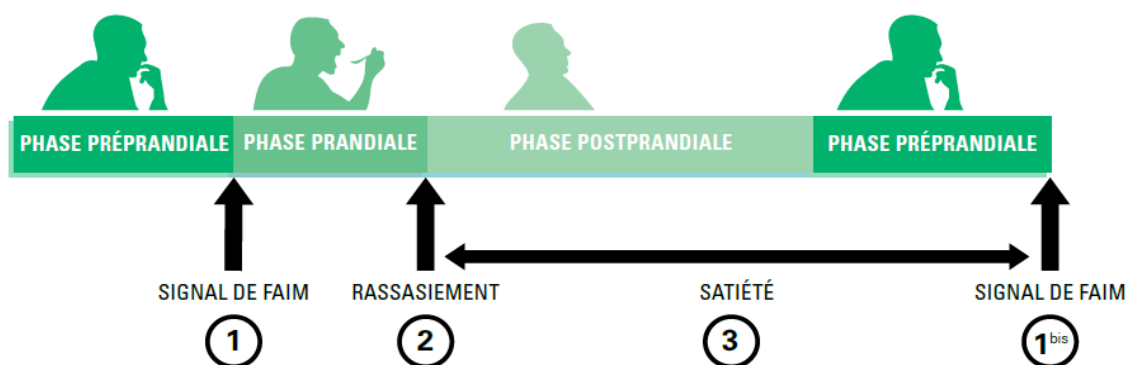 PHASE PRÉPRANDIALE PHASE PRANDIALE PHASE POSTPRANDIALE PHASE PRÉPRANDIALE
SIGNAL DE FAIM RASSASIEMENT SATIÉTÉ SIGNAL DE FAIM
1 2 3 1bis